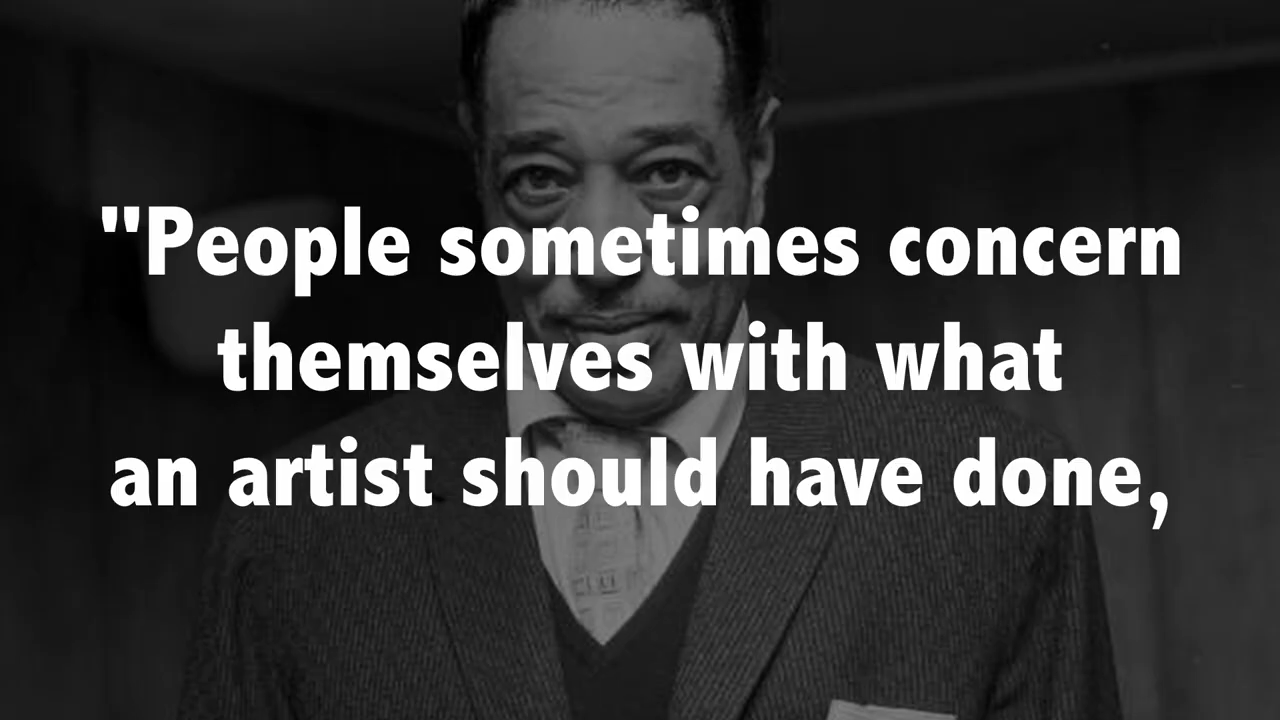 "People sometimes concern
themselves with what
an artist should have done,